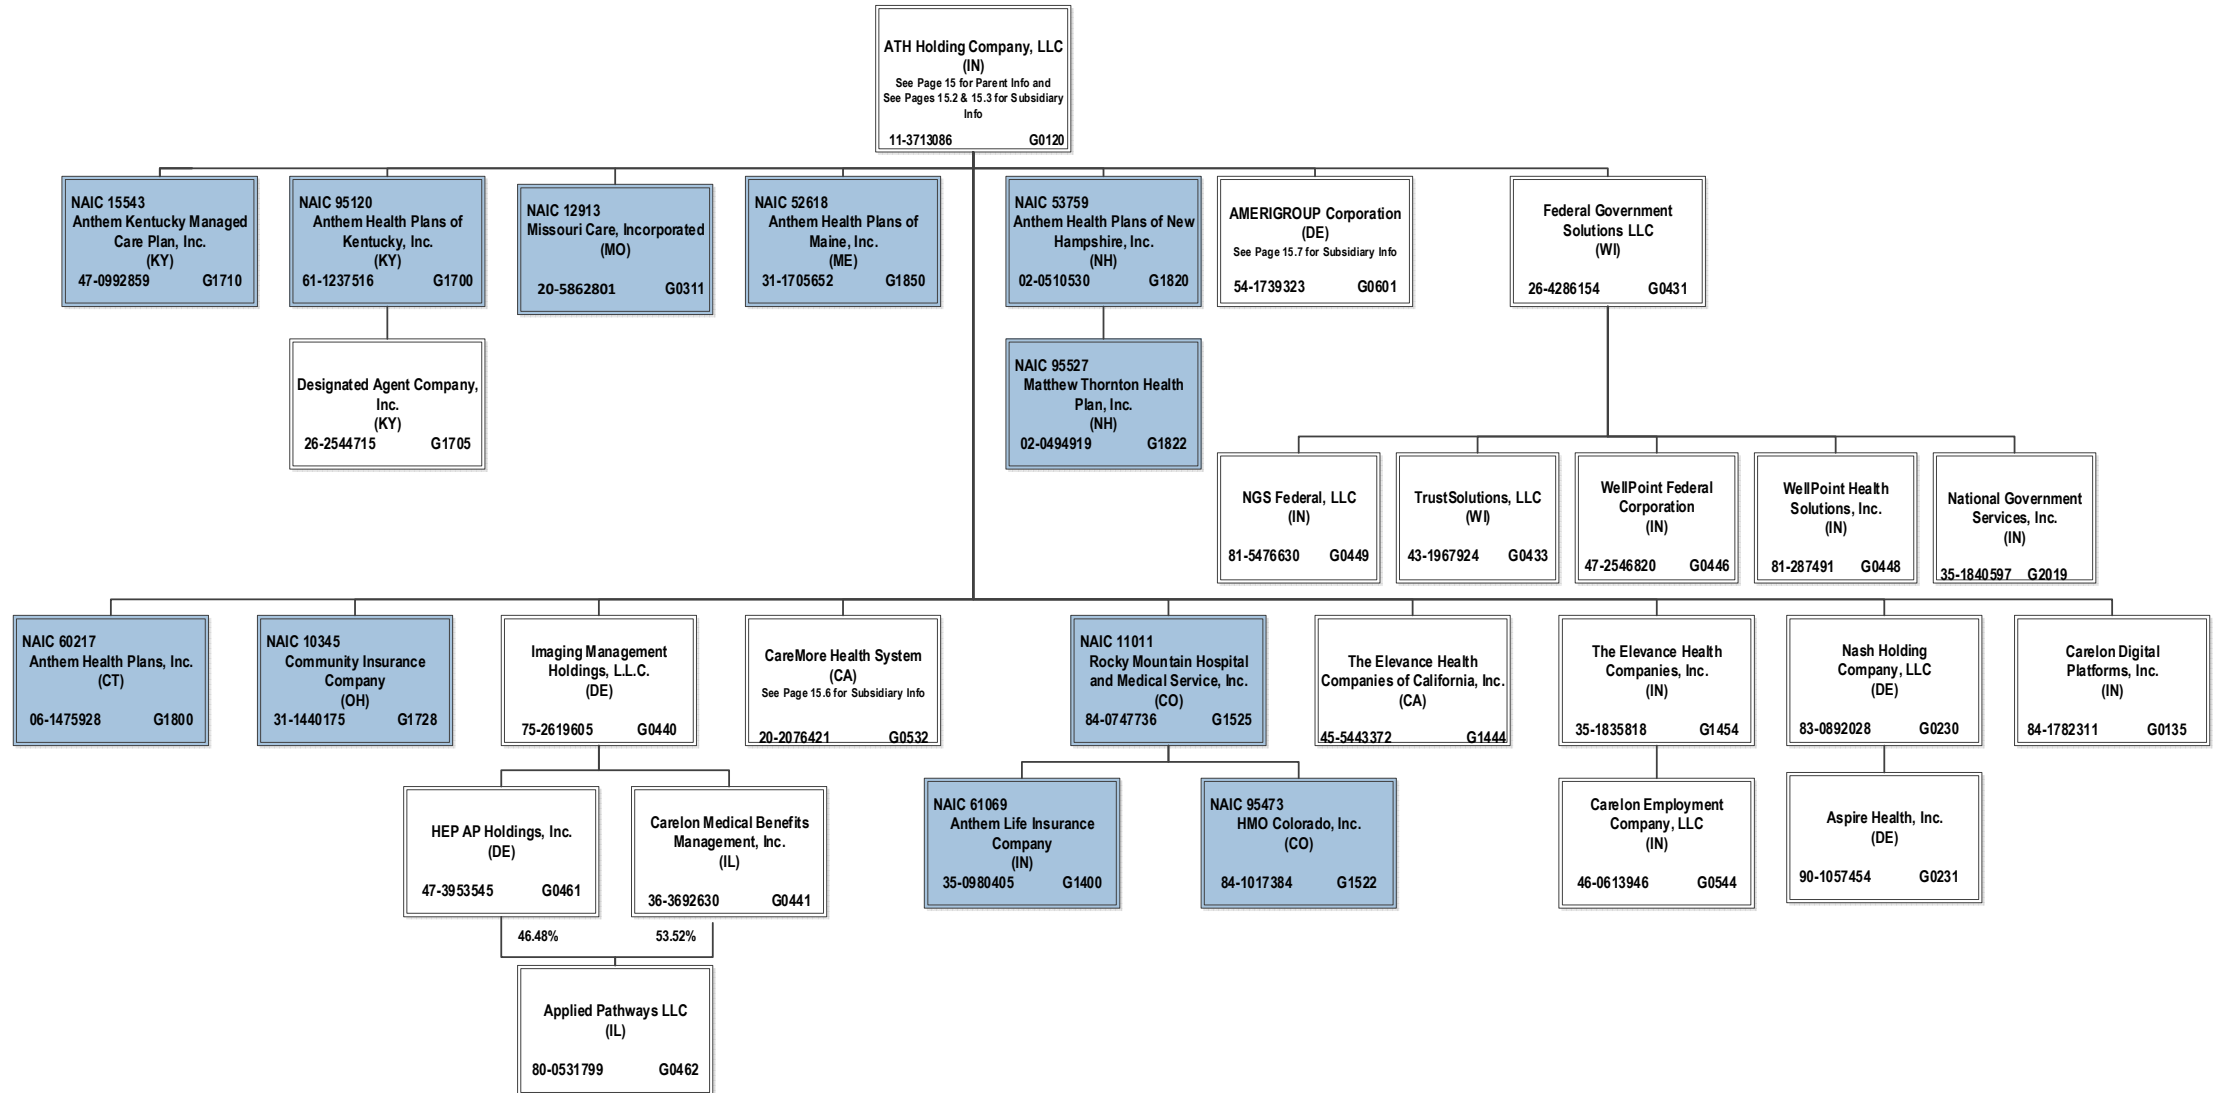 ATH Holding Company, LLC
(IN)
See Page 15 for Parent Info and
See Pages 15.2 & 15.3 for Subsidiary
Info
11-3713086 G0120
NAIC 15543
Anthem Kentucky Managed
Care Plan, Inc.
(KY)
47-0992859 G1710
NAIC 95120
Anthem Health Plans of
Kentucky, Inc.
(KY)
61-1237516 G1700
NAIC 12913
Missouri Care, Incorporated
(MO)
20-5862801 G0311
NAIC 52618
Anthem Health Plans of
Maine, Inc.
(ME)
31-1705652 G1850
NAIC 53759
Anthem Health Plans of New
Hampshire, Inc.
(NH)
02-0510530 G1820
AMERIGROUP Corporation
(DE)
See Page 15.7 for Subsidiary Info
54-1739323 G0601
Federal Government
Solutions LLC
(WI)
26-4286154 G0431
Designated Agent Company,
Inc.
(KY)
26-2544715 G1705
NAIC 95527
Matthew Thornton Health
Plan, Inc.
(NH)
02-0494919 G1822
NGS Federal, LLC
(IN)
81-5476630 G0449
TrustSolutions, LLC
(WI)
43-1967924 G0433
WellPoint Federal
Corporation
(IN)
47-2546820 G0446
WellPoint Health
Solutions, Inc.
(IN)
81-287491 G0448
National Government
Services, Inc.
(IN)
35-1840597 G2019
NAIC 60217
Anthem Health Plans, Inc.
(CT)
06-1475928 G1800
NAIC 10345
Community Insurance
Company
(OH)
31-1440175 G1728
Imaging Management
Holdings, L.L.C.
(DE)
75-2619605 G0440
CareMore Health System
(CA)
See Page 15.6 for Subsidiary Info
20-2076421 G0532
NAIC 11011
Rocky Mountain Hospital
and Medical Service, Inc.
(CO)
84-0747736 G1525
The Elevance Health
Companies of California, Inc.
(CA)
45-5443372 G1444
The Elevance Health
Companies, Inc.
(IN)
35-1835818 G1454
Nash Holding
Company, LLC
(DE)
83-0892028 G0230
Carelon Digital
Platforms, Inc.
(IN)
84-1782311 G0135
HEP AP Holdings, Inc.
(DE)
47-3953545 G0461
Carelon Medical Benefits
Management, Inc.
(IL)
36-3692630 G0441
NAIC 61069
Anthem Life Insurance
Company
(IN)
35-0980405 G1400
NAIC 95473
HMO Colorado, Inc.
(CO)
84-1017384 G1522
Carelon Employment
Company, LLC
(IN)
46-0613946 G0544
Aspire Health, Inc.
(DE)
90-1057454 G0231
46.48% 53.52%
Applied Pathways LLC
(IL)
80-0531799 G0462